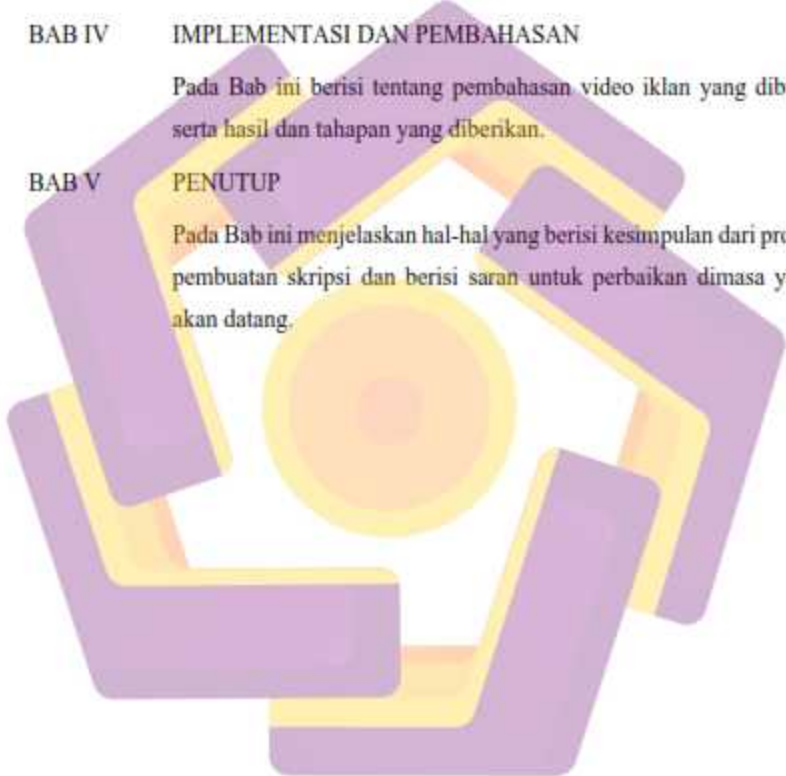 BAB IV IMPLEMENTASI DAN PEMBAHASAN
Pada Bab ini berisi tentang pembahasan video iklan yang dib
serta hasil dan tahapan yang diberikan.
BAB V PENUTUP
Pada Bab ini menjelaskan hal-hal yang berisi kesimpulan dari pro
pembuatan skripsi dan berisi saran untuk perbaikan dimasa y
akan datang.